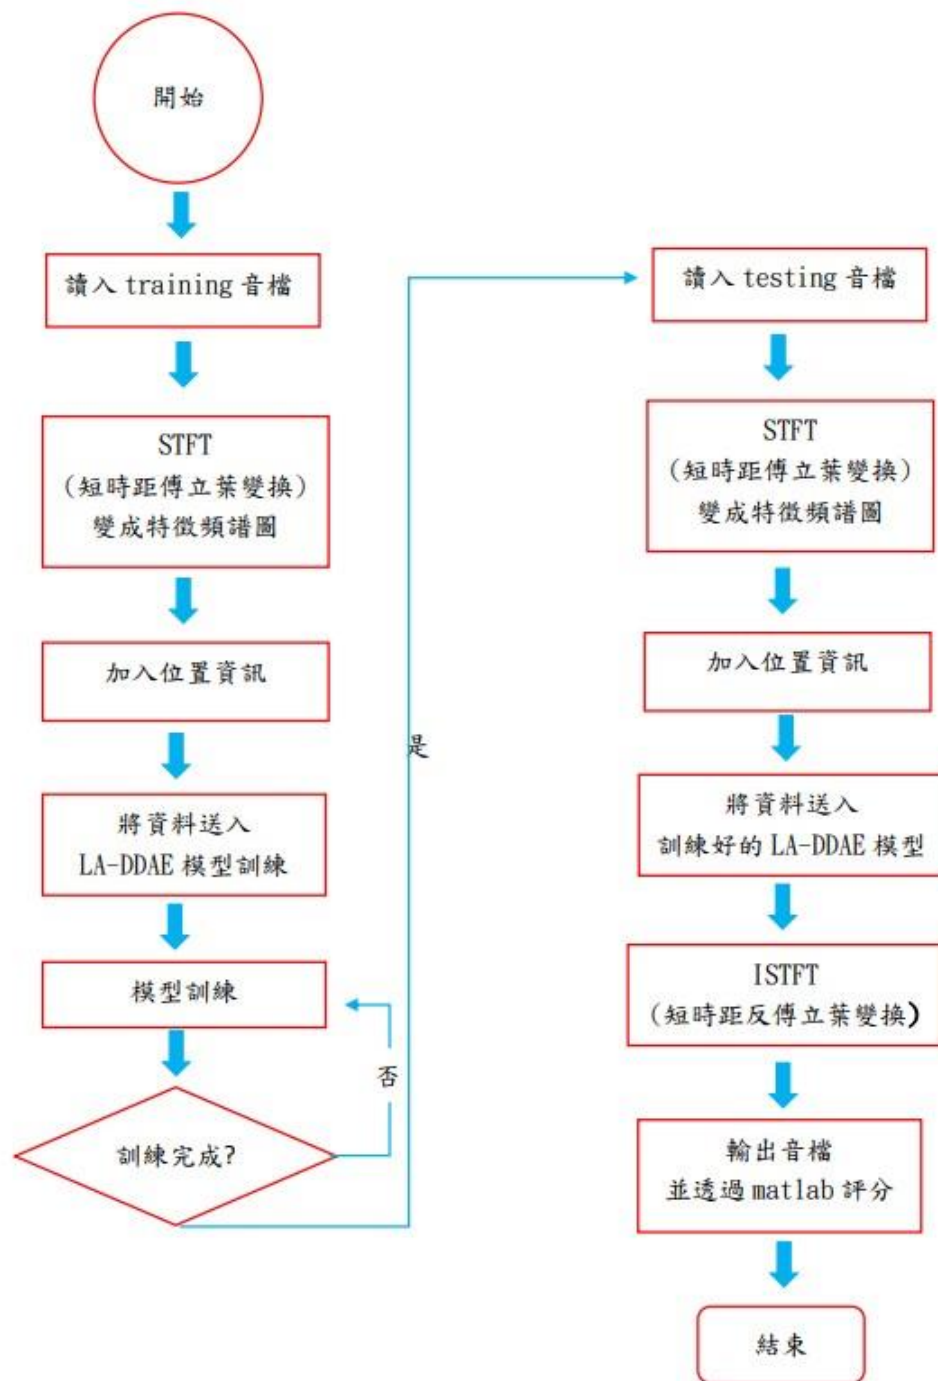 開始
讀入 training 音檔
STFT
(短時距傅立葉變換)
變成特徵頻譜圖
加入位置資訊
將資料送入
LA-DDAE 模型訓練
模型訓練
否
訓練完成?
是
讀入 testing 音檔
STFT
(短時距傅立葉變換)
變成特徵頻譜圖
加入位置資訊
將資料送入
訓練好的 LA-DDAE 模型
ISTFT
(短時距反傅立葉變換)
輸出音檔
並透過 matlab 評分
結束